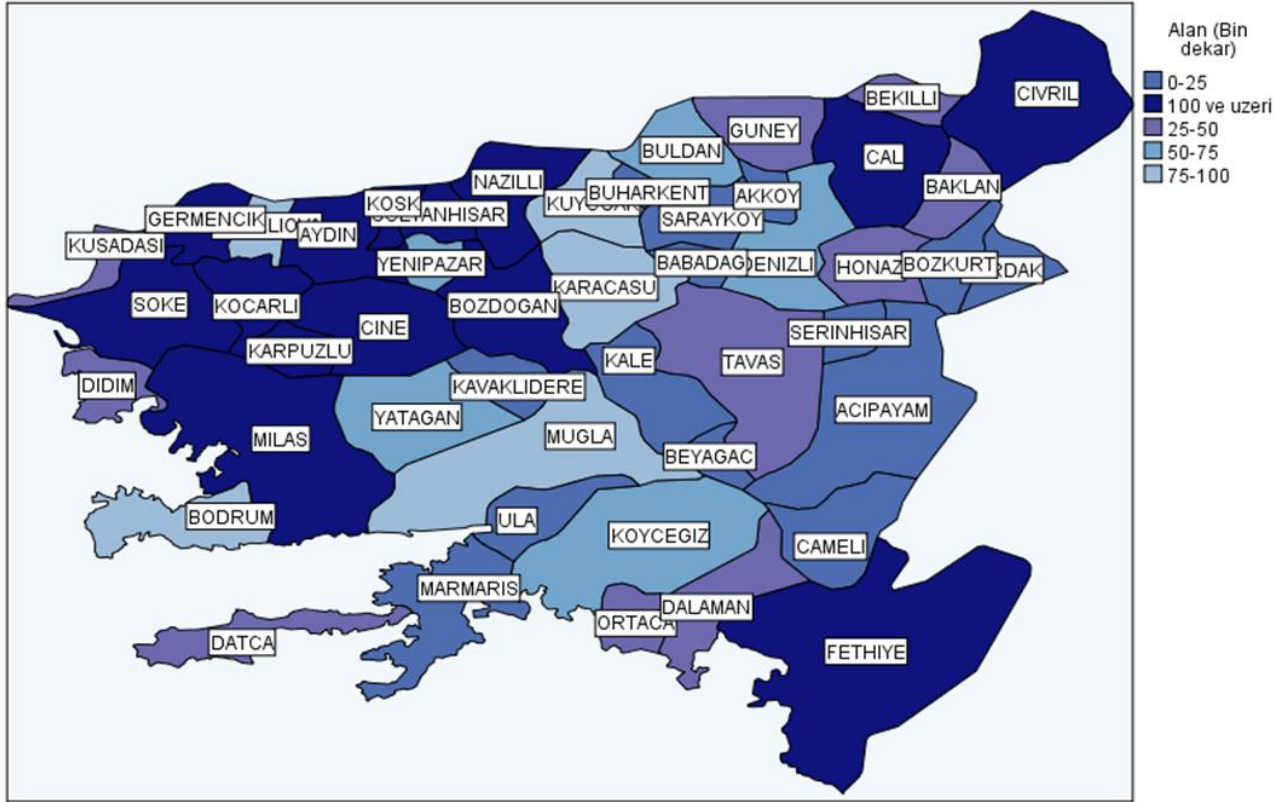 Alan (Bin
dekar)
0-25
100 ve uzeri
25-50
50-75
75-100
CIVRIL
BEKILLI
GUNEY
BULDAN
CAL
NAZILLI
BAKLAN
BUHARKENT
AKKOY
KOSK
SARAYKOY
GERMENCIK
AYDIN
KUSADASI
YENIPAZAR
BABADAG
DENIZLI
HONAZ
BOZKURT
KARACASU
SOKE
KOCARLI
BOZDOGAN
CINE
SERINHISAR
KARPUZLU
KALE
TAVAS
DIDIM
KAVAKLIDERE
YATAGAN
ACIPAYAM
MILAS
MUGLA
BEYAGAC
BODRUM
ULA
KOYCEGIZ
CAMELI
MARMARIS
DALAMAN
ORTACA
DATCA
FETHIYE